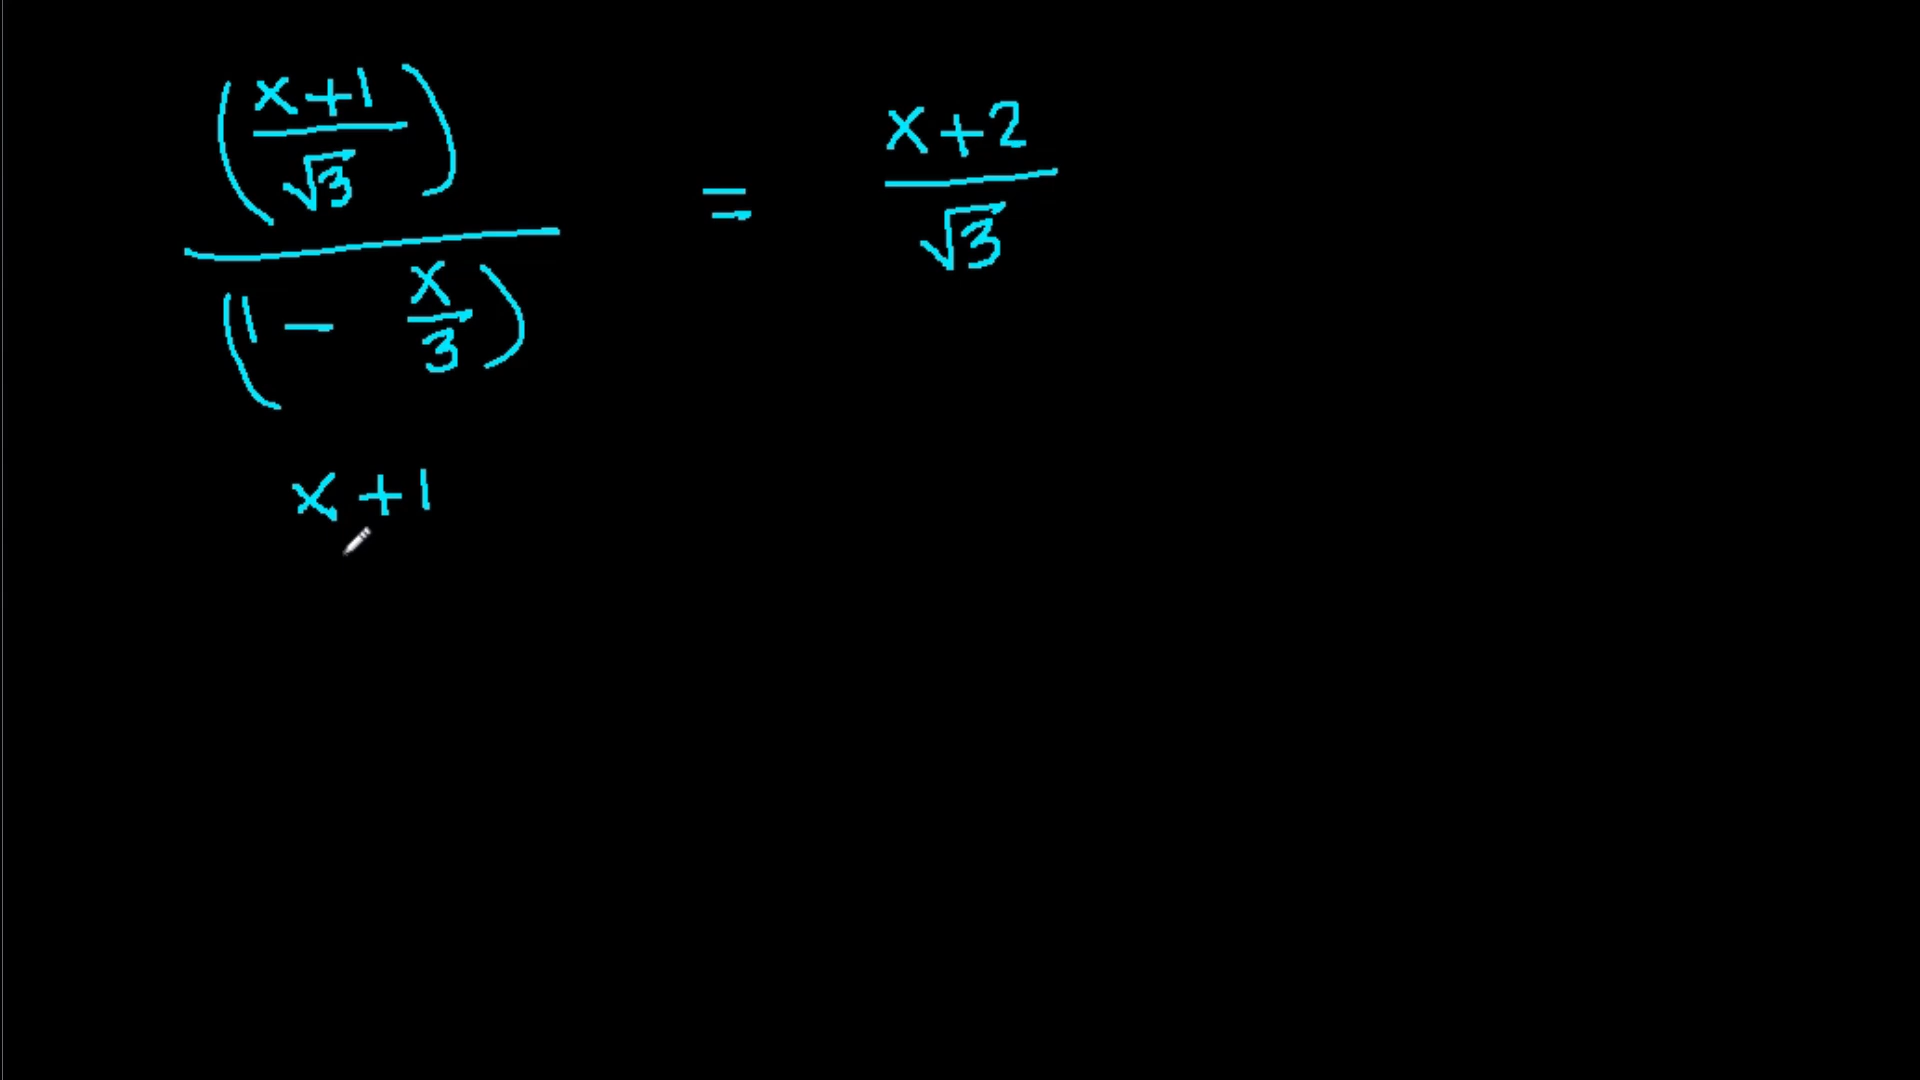 (x+1/√3)/(1 - x/3) = x+2/√3
x+1